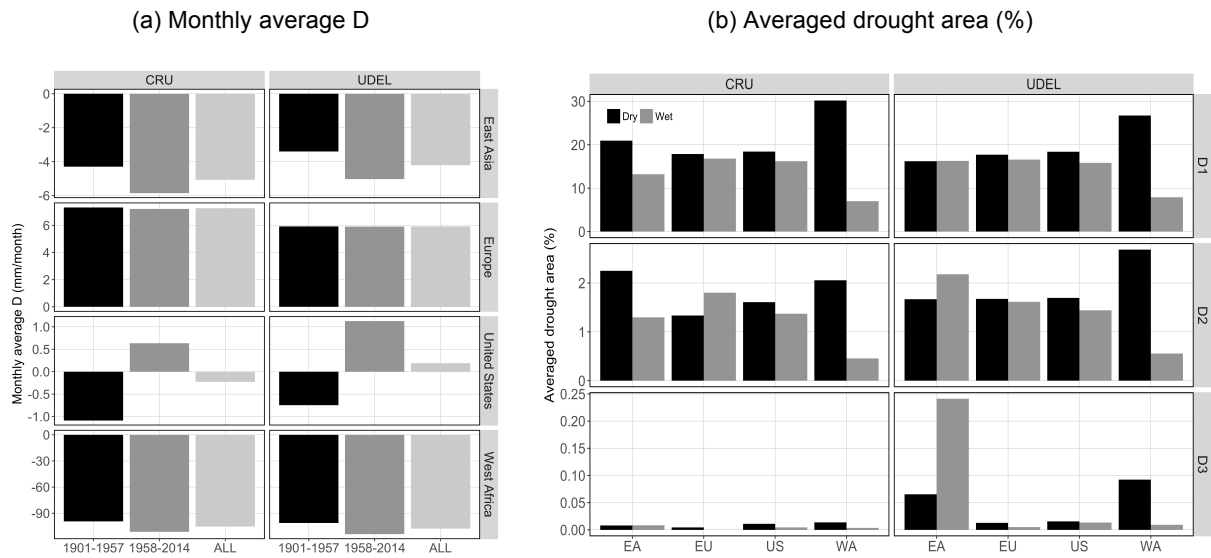 (a) Monthly average D
CRU
UDEL
Monthly average D (mm/month)
0
-2
-4
-6
East Asia
6
4
2
0
Europe
1.0
0.5
0.0
-0.5
-1.0
United States
0
-30
-60
-90
West Africa
1901-1957 1958-2014 ALL
1901-1957 1958-2014 ALL
(b) Averaged drought area (%)
CRU
UDEL
Averaged drought area (%)
Dry Wet
30
20
10
0
D1
2
1
0
D2
0.25
0.20
0.15
0.10
0.05
0.00
D3
EA EU US WA
EA EU US WA